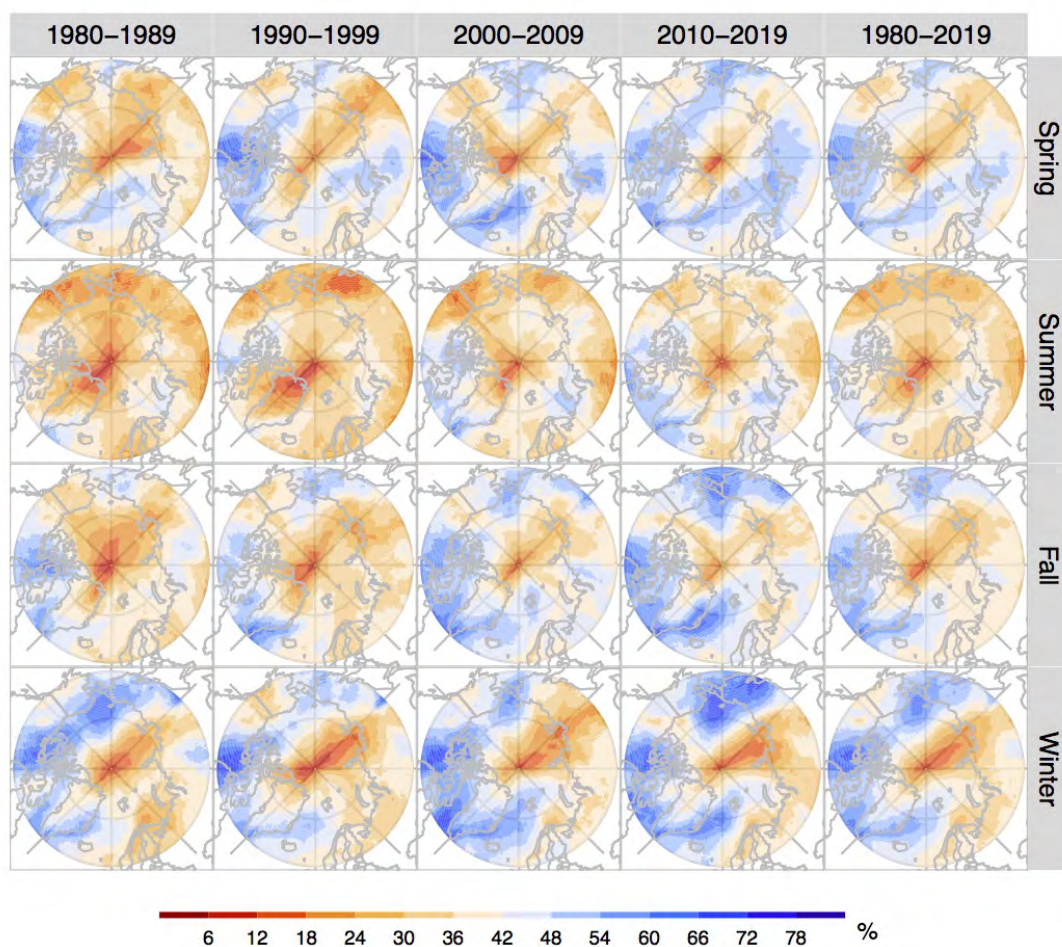 1980–1989 1990–1999 2000–2009 2010–2019 1980–2019
Spring
Summer
Fall
Winter
6 12 18 24 30 36 42 48 54 60 66 72 78 %